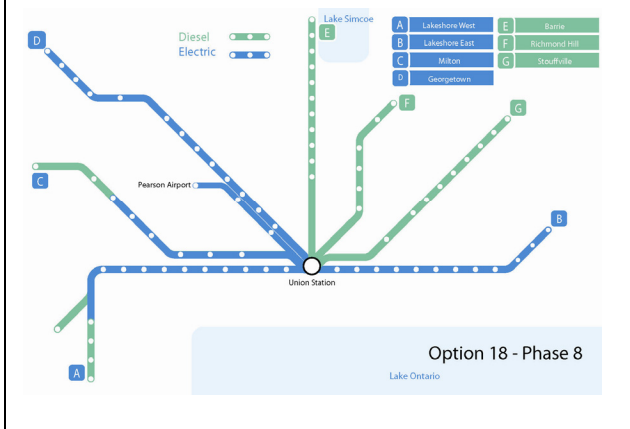 Lake Simcoe
D
Diesel
Electric
E
A Lakeshore West
B Lakeshore East
C Milton
D Georgetown
E Barrie
F Richmond Hill
G Stouffville
F
G
C
Pearson Airport
B
Union Station
A
Option 18 - Phase 8
Lake Ontario